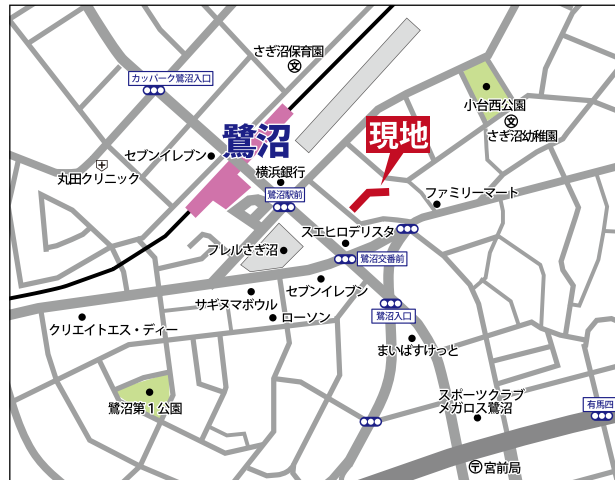 さぎ沼保育園
カッパーク鷺沼入口
小台西公園
さぎ沼幼稚園
現地
鷺沼
セブンイレブン
丸田クリニック
横浜銀行
鷺沼駅前
ファミリーマート
スエヒロデリスタ
フレルさぎ沼
鷺沼交番前
セブンイレブン
サギヌマボウル
ローソン
鷺沼入口
クリエイトエス・ディー
まいばすけっと
スポーツクラブ
メガロス鷺沼
鷺沼第1公園
有馬四
宮前局